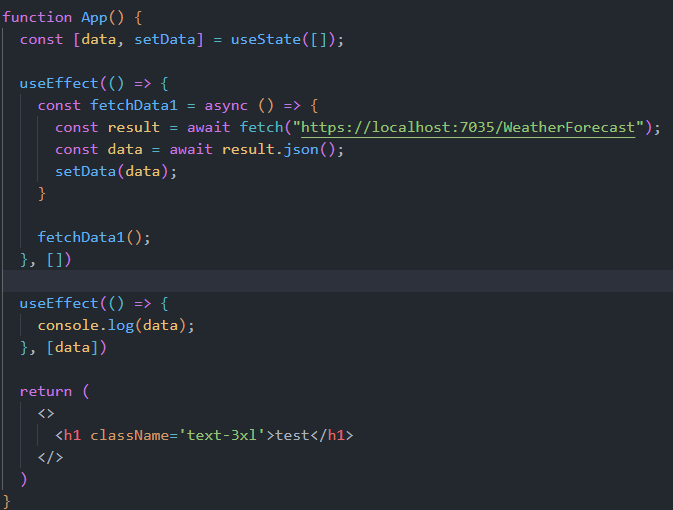 function App() {
  const [data, setData] = useState([]);

  useEffect(() => {
    const fetchData1 = async () => {
      const result = await fetch("https://localhost:7035/WeatherForecast");
      const data = await result.json();
      setData(data);
    }

    fetchData1();
  }, [])

  useEffect(() => {
    console.log(data);
  }, [data])

  return (
    <>
      <h1 className='text-3xl'>test</h1>
    </>
  )
}